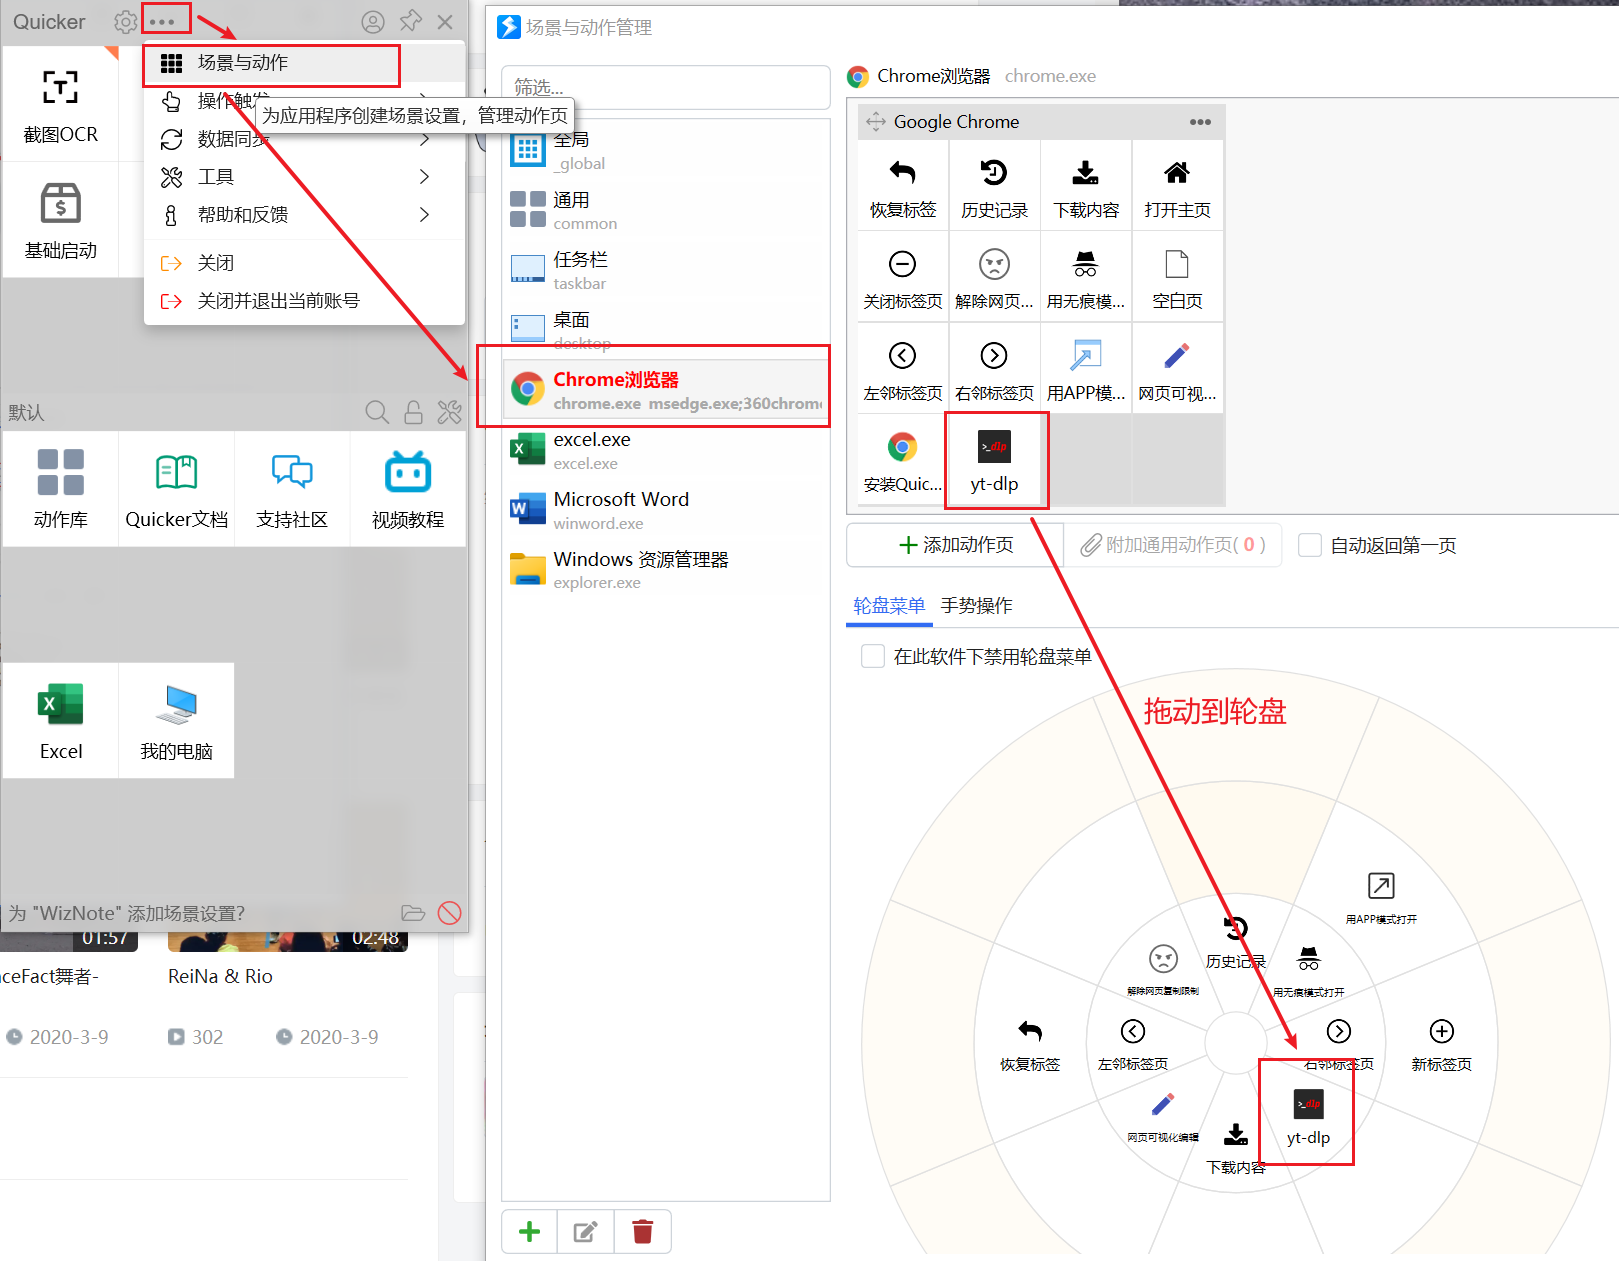 Quicker
场景与动作
操作触发
为应用程序创建场景设置，管理动作页
数据同步
工具
帮助和反馈
关闭
关闭并退出当前账号
截图OCR
基础启动
默认
动作库
Quicker文档
支持社区
视频教程
Excel
我的电脑
为 "WizNote" 添加场景设置?
01:57
02:48
ceFact舞者-
ReiNa & Rio
2020-3-9
302
2020-3-9
场景与动作管理
筛选...
全局
_global
通用
common
任务栏
taskbar
桌面
desktop
Chrome浏览器
chrome.exe msedge.exe;360chrome
excel.exe
excel.exe
Microsoft Word
winword.exe
Windows 资源管理器
explorer.exe
Chrome浏览器 chrome.exe
Google Chrome
恢复标签
历史记录
下载内容
打开主页
关闭标签页
解除网页...
用无痕模...
空白页
左邻标签页
右邻标签页
用APP模...
网页可视...
安装Quic...
>_dlp
yt-dlp
添加动作页
附加通用动作页( 0 )
自动返回第一页
轮盘菜单
手势操作
在此软件下禁用轮盘菜单
拖动到轮盘
用APP模式打开
历史记录
解除网页复制限制
用无痕模式打开
恢复标签
左邻标签页
右邻标签页
新标签页
网页可视化编辑
下载内容
>_dlp
yt-dlp